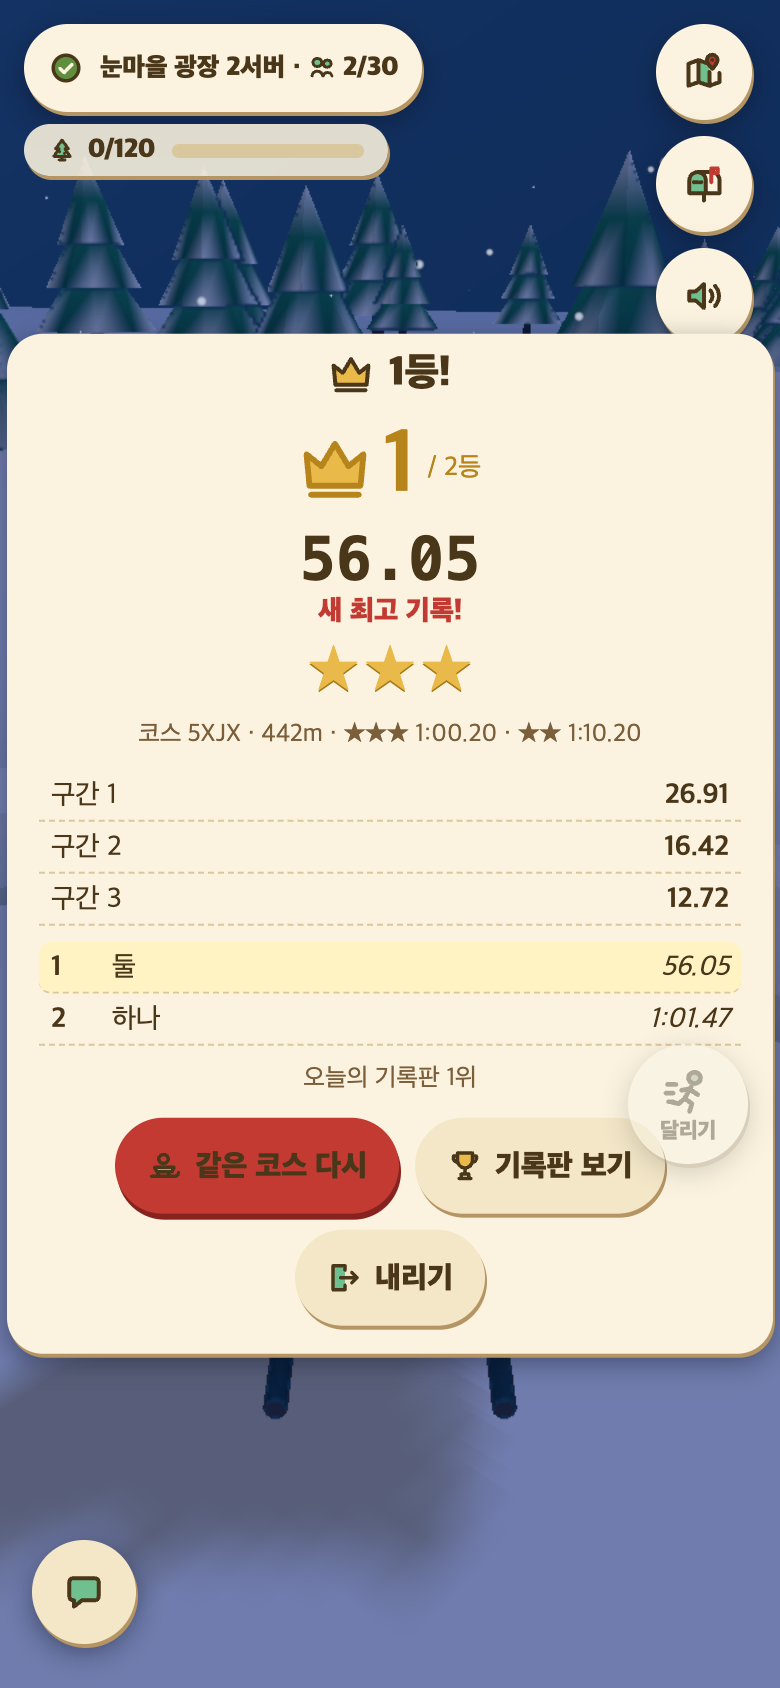 눈마을 광장 2서버 · 2/30
0/120
1등!
1 / 2등
56.05
새 최고 기록!
코스 5XJX · 442m · ★★★ 1:00.20 · ★★ 1:10.20
구간 1 26.91
구간 2 16.42
구간 3 12.72
1 둘 56.05
2 하나 1:01.47
오늘의 기록판 1위
달리기
같은 코스 다시
기록판 보기
내리기